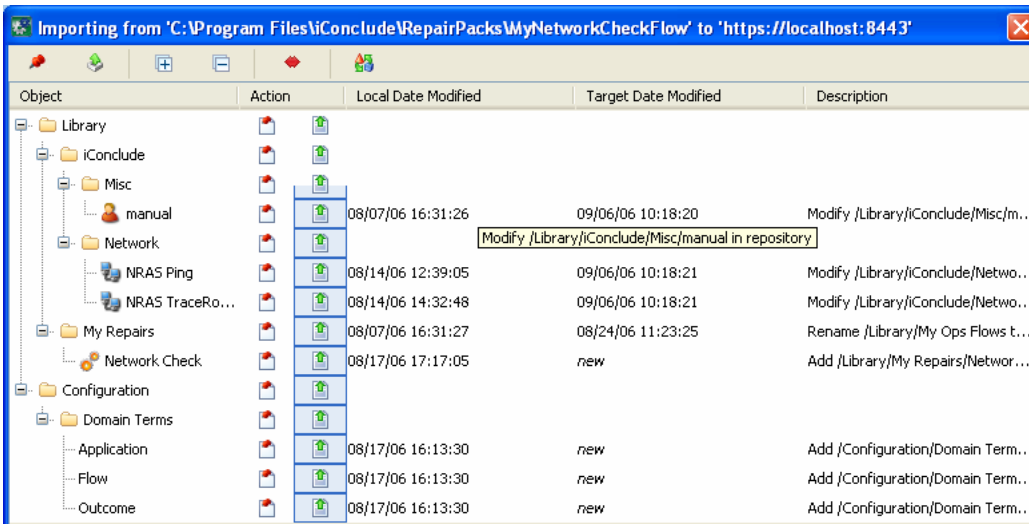 Importing from 'C:\Program Files\iConclude\RepairPacks\MyNetworkCheckFlow' to 'https://localhost:8443'
Object Action Local Date Modified Target Date Modified Description
Library
iConclude
Misc
manual 08/07/06 16:31:26 09/06/06 10:18:20 Modify /Library/iConclude/Misc/m...
Network Modify /Library/iConclude/Misc/manual in repository
NRAS Ping 08/14/06 12:39:05 09/06/06 10:18:21 Modify /Library/iConclude/Netwo...
NRAS TraceRo... 08/14/06 14:32:48 09/06/06 10:18:21 Modify /Library/iConclude/Netwo...
My Repairs 08/07/06 16:31:27 08/24/06 11:23:25 Rename /Library/My Ops Flows t...
Network Check 08/17/06 17:17:05 new Add /Library/My Repairs/Networ...
Configuration
Domain Terms
Application 08/17/06 16:13:30 new Add /Configuration/Domain Term...
Flow 08/17/06 16:13:30 new Add /Configuration/Domain Term...
Outcome 08/17/06 16:13:30 new Add /Configuration/Domain Term...